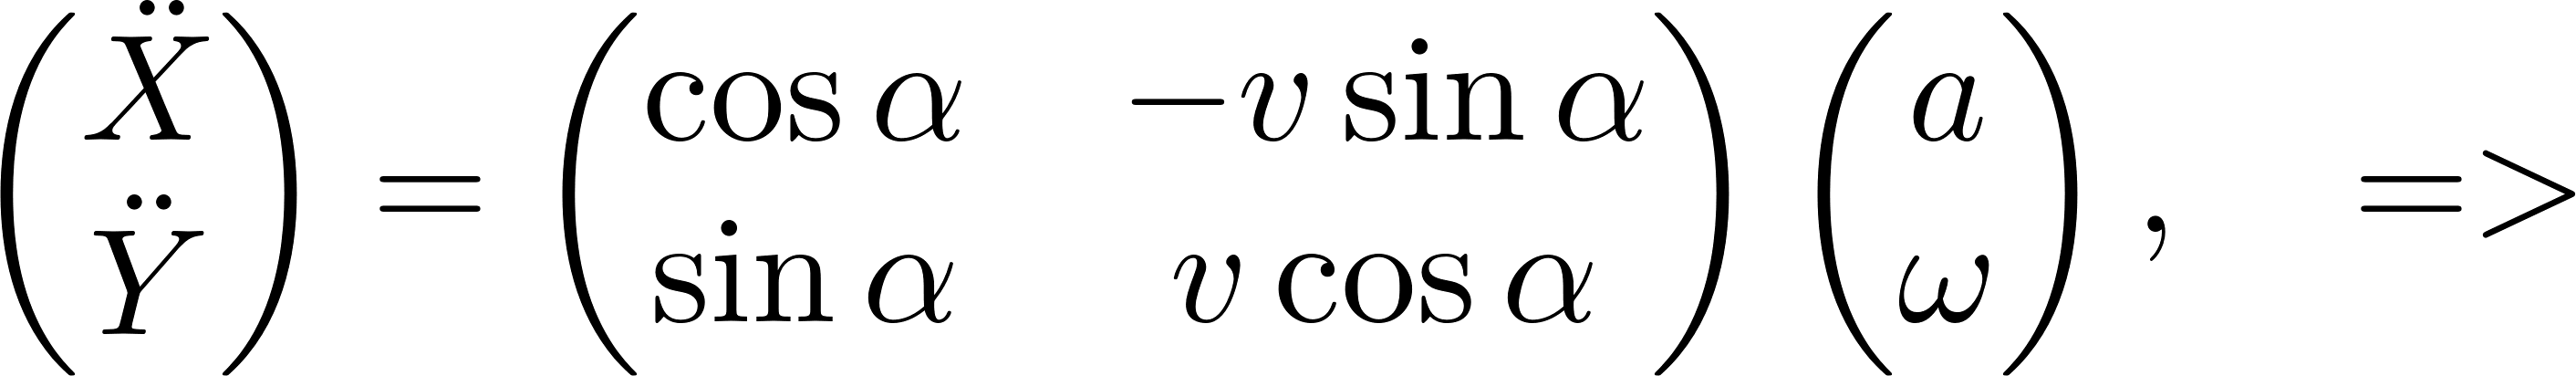 \begin{pmatrix} \ddot{X} \\ \ddot{Y} \end{pmatrix} = \begin{pmatrix} \cos \alpha & -v \sin \alpha \\ \sin \alpha & v \cos \alpha \end{pmatrix} \begin{pmatrix} a \\ \omega \end{pmatrix} , \quad =>